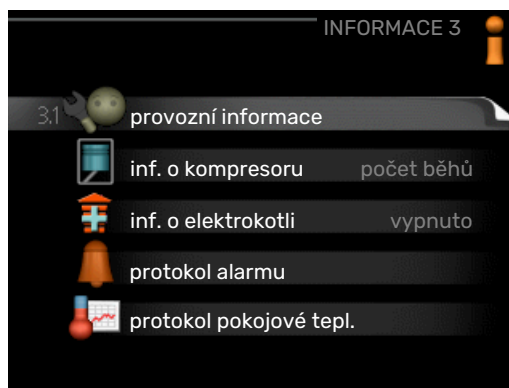 INFORMACE 3
3.1 provozní informace
inf. o kompresoru počet běhů
inf. o elektrokotli vypnuto
protokol alarmu
protokol pokojové tepl.